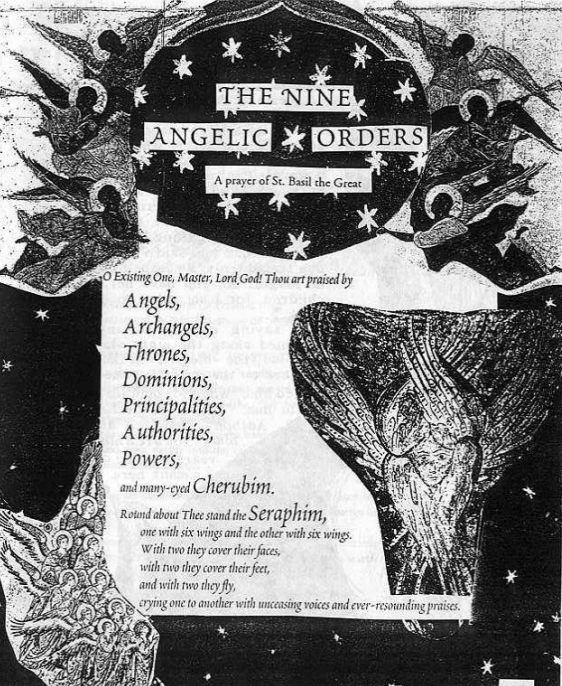 THE NINE
ANGELIC ORDERS
A prayer of St. Basil the Great
O Existing One, Master, Lord God! Thou art praised by
Angels,
Archangels,
Thrones,
Dominions,
Principalities,
Authorities,
Powers,
and many-eyed Cherubim.
Round about Thee stand the Seraphim,
one with six wings and the other with six wings.
With two they cover their faces,
with two they cover their feet,
and with two they fly,
crying one to another with unceasing voices and ever-resounding praises.